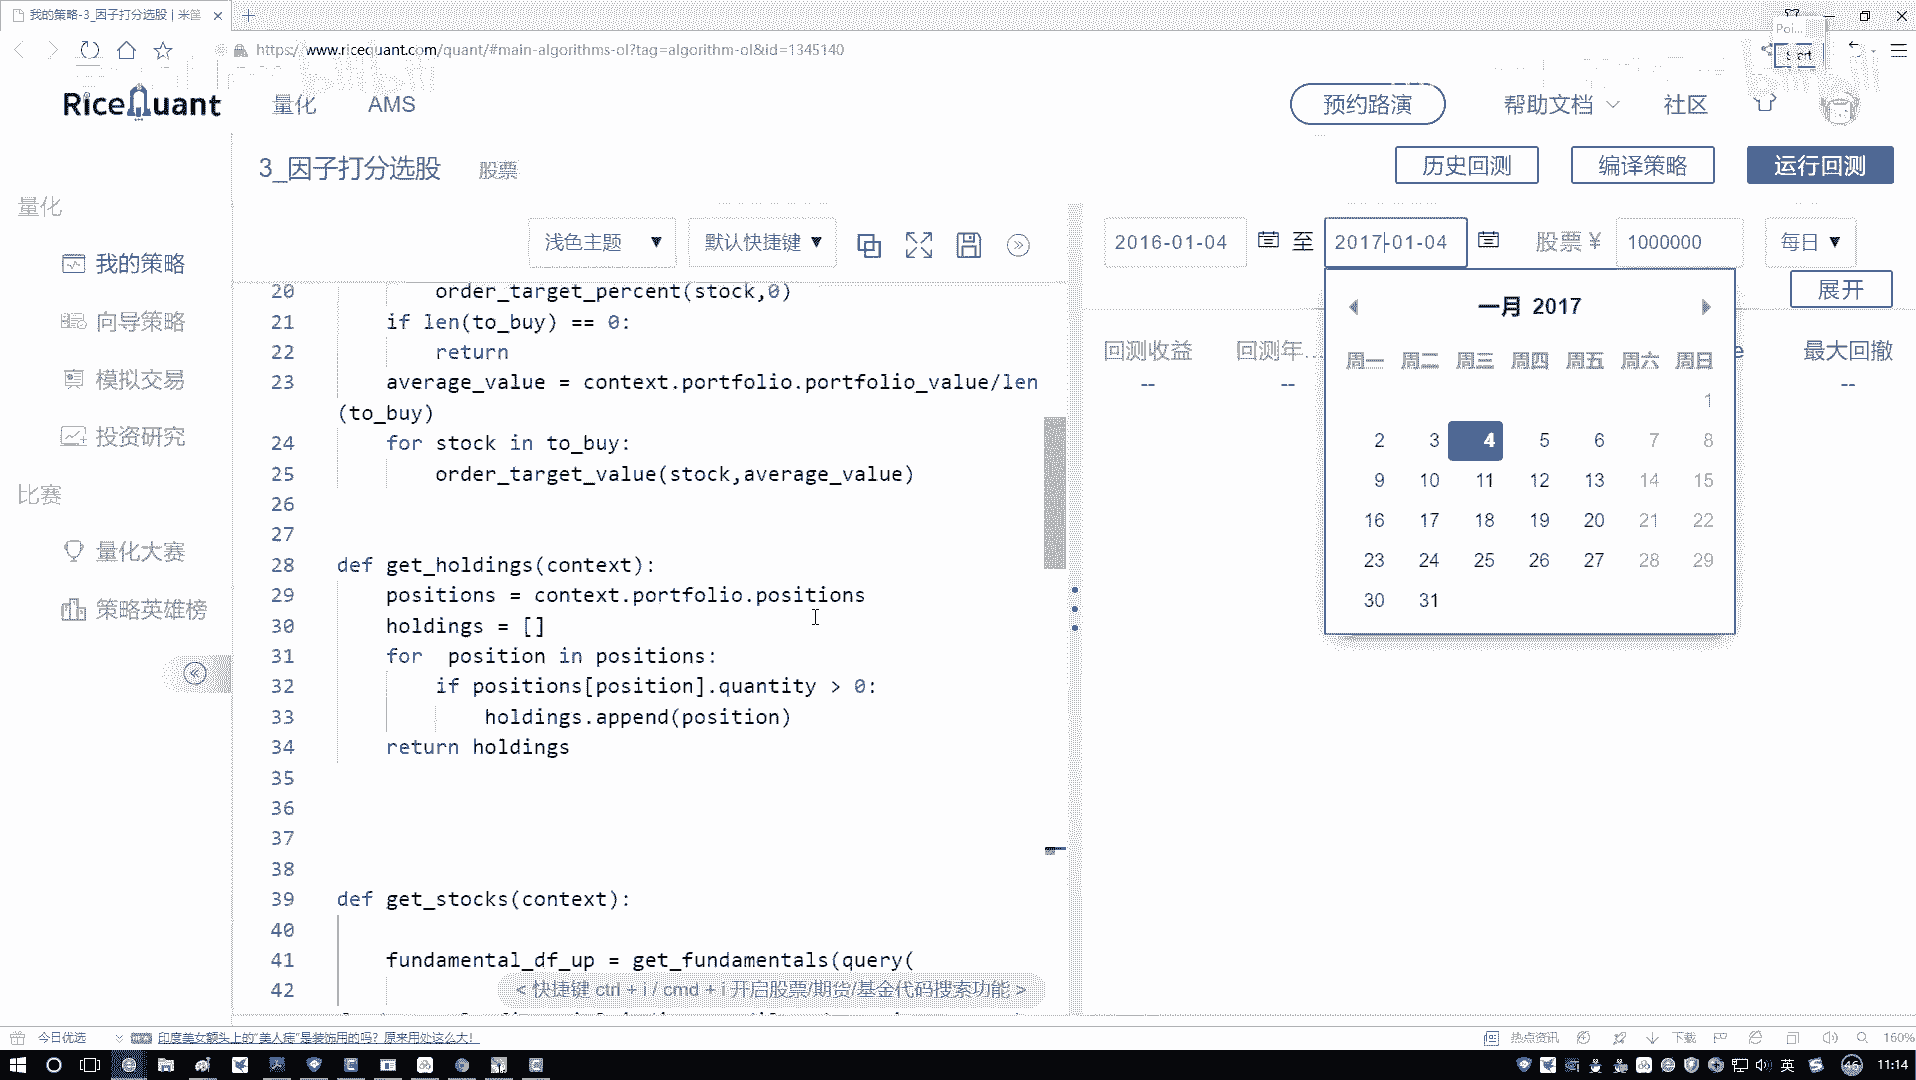 我的策略-3_因子打分选股 | 米筐
https://www.ricequant.com/quant/#main-algorithms-ol?tag=algorithm-ol&id=1345140
Poi...
Start
RiceQuant
量化
AMS
预约路演
帮助文档
社区
3_因子打分选股
股票
历史回测
编译策略
运行回测
量化
我的策略
向导策略
模拟交易
投资研究
比赛
量化大赛
策略英雄榜
浅色主题
默认快捷键
2016-01-04
至
2017-01-04
股票 ¥
1000000
每日
展开
回测收益
回测年...
最大回撤
--
--
--
一月 2017
周一 周二 周三 周四 周五 周六 周日
1
2 3 4 5 6 7 8
9 10 11 12 13 14 15
16 17 18 19 20 21 22
23 24 25 26 27 28 29
30 31
20 order_target_percent(stock,0)
21 if len(to_buy) == 0:
22 return
23 average_value = context.portfolio.portfolio_value/len
(to_buy)
24 for stock in to_buy:
25 order_target_value(stock,average_value)
26
27
28 def get_holdings(context):
29 positions = context.portfolio.positions
30 holdings = []
31 for  position in positions:
32 if positions[position].quantity > 0:
33 holdings.append(position)
34 return holdings
35
36
37
38
39 def get_stocks(context):
40
41 fundamental_df_up = get_fundamentals(query(
42
< 快捷键 ctrl + i / cmd + i 开启股票/期货/基金代码搜索功能 >
今日优选
印度美女额头上的“美人痣”是装饰用的吗？原来用处这么大！
热点资讯
下载
160%
英
46
11:14